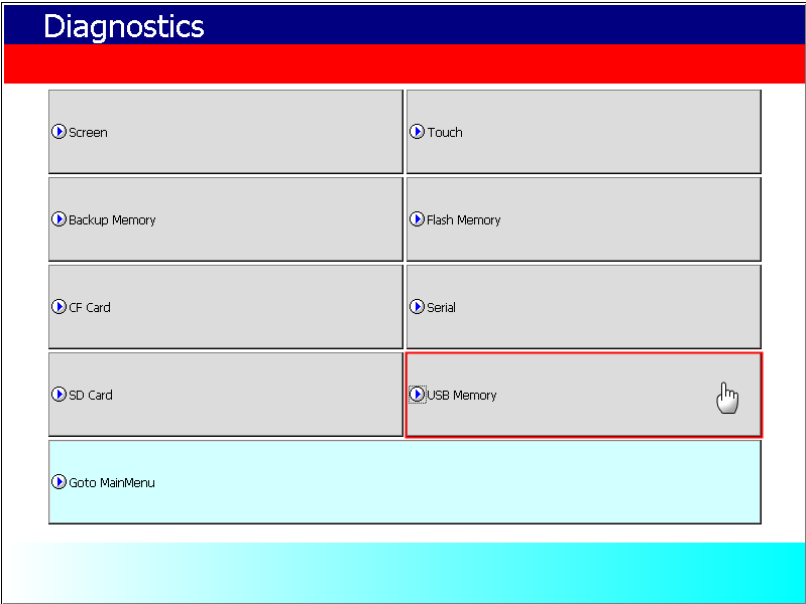 Diagnostics
Screen
Touch
Backup Memory
Flash Memory
CF Card
Serial
SD Card
USB Memory
Goto MainMenu